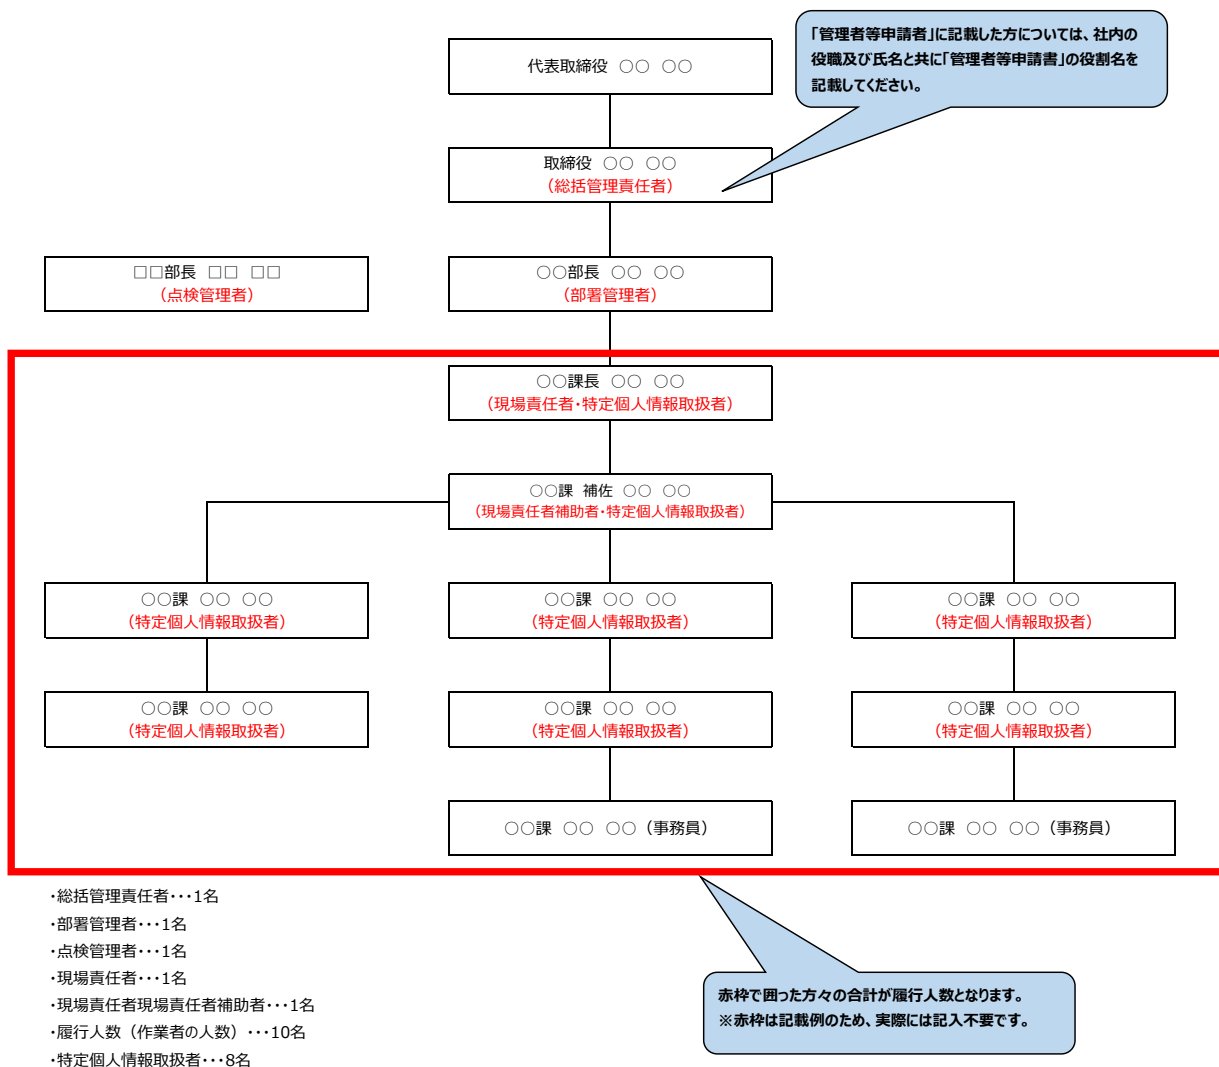 代表取締役 ○○ ○○
「管理者等申請者」に記載した方については、社内の
役職及び氏名と共に「管理者等申請書」の役割名を
記載してください。
取締役 ○○ ○○
（総括管理責任者）
□□部長 □□ □□
（点検管理者）
○○部長 ○○ ○○
（部署管理者）
○○課長 ○○ ○○
（現場責任者・特定個人情報取扱者）
○○課 補佐 ○○ ○○
（現場責任者補助者・特定個人情報取扱者）
○○課 ○○ ○○
（特定個人情報取扱者）
○○課 ○○ ○○
（特定個人情報取扱者）
○○課 ○○ ○○
（特定個人情報取扱者）
○○課 ○○ ○○
（特定個人情報取扱者）
○○課 ○○ ○○
（特定個人情報取扱者）
○○課 ○○ ○○
（特定個人情報取扱者）
○○課 ○○ ○○（事務員）
○○課 ○○ ○○（事務員）
・総括管理責任者・・・1名
・部署管理者・・・1名
・点検管理者・・・1名
・現場責任者・・・1名
・現場責任者現場責任者補助者・・・1名
・履行人数（作業者の人数）・・・10名
・特定個人情報取扱者・・・8名
赤枠で困った方々の合計が履行人数となります。
※赤枠は記載例のため、実際には記入不要です。